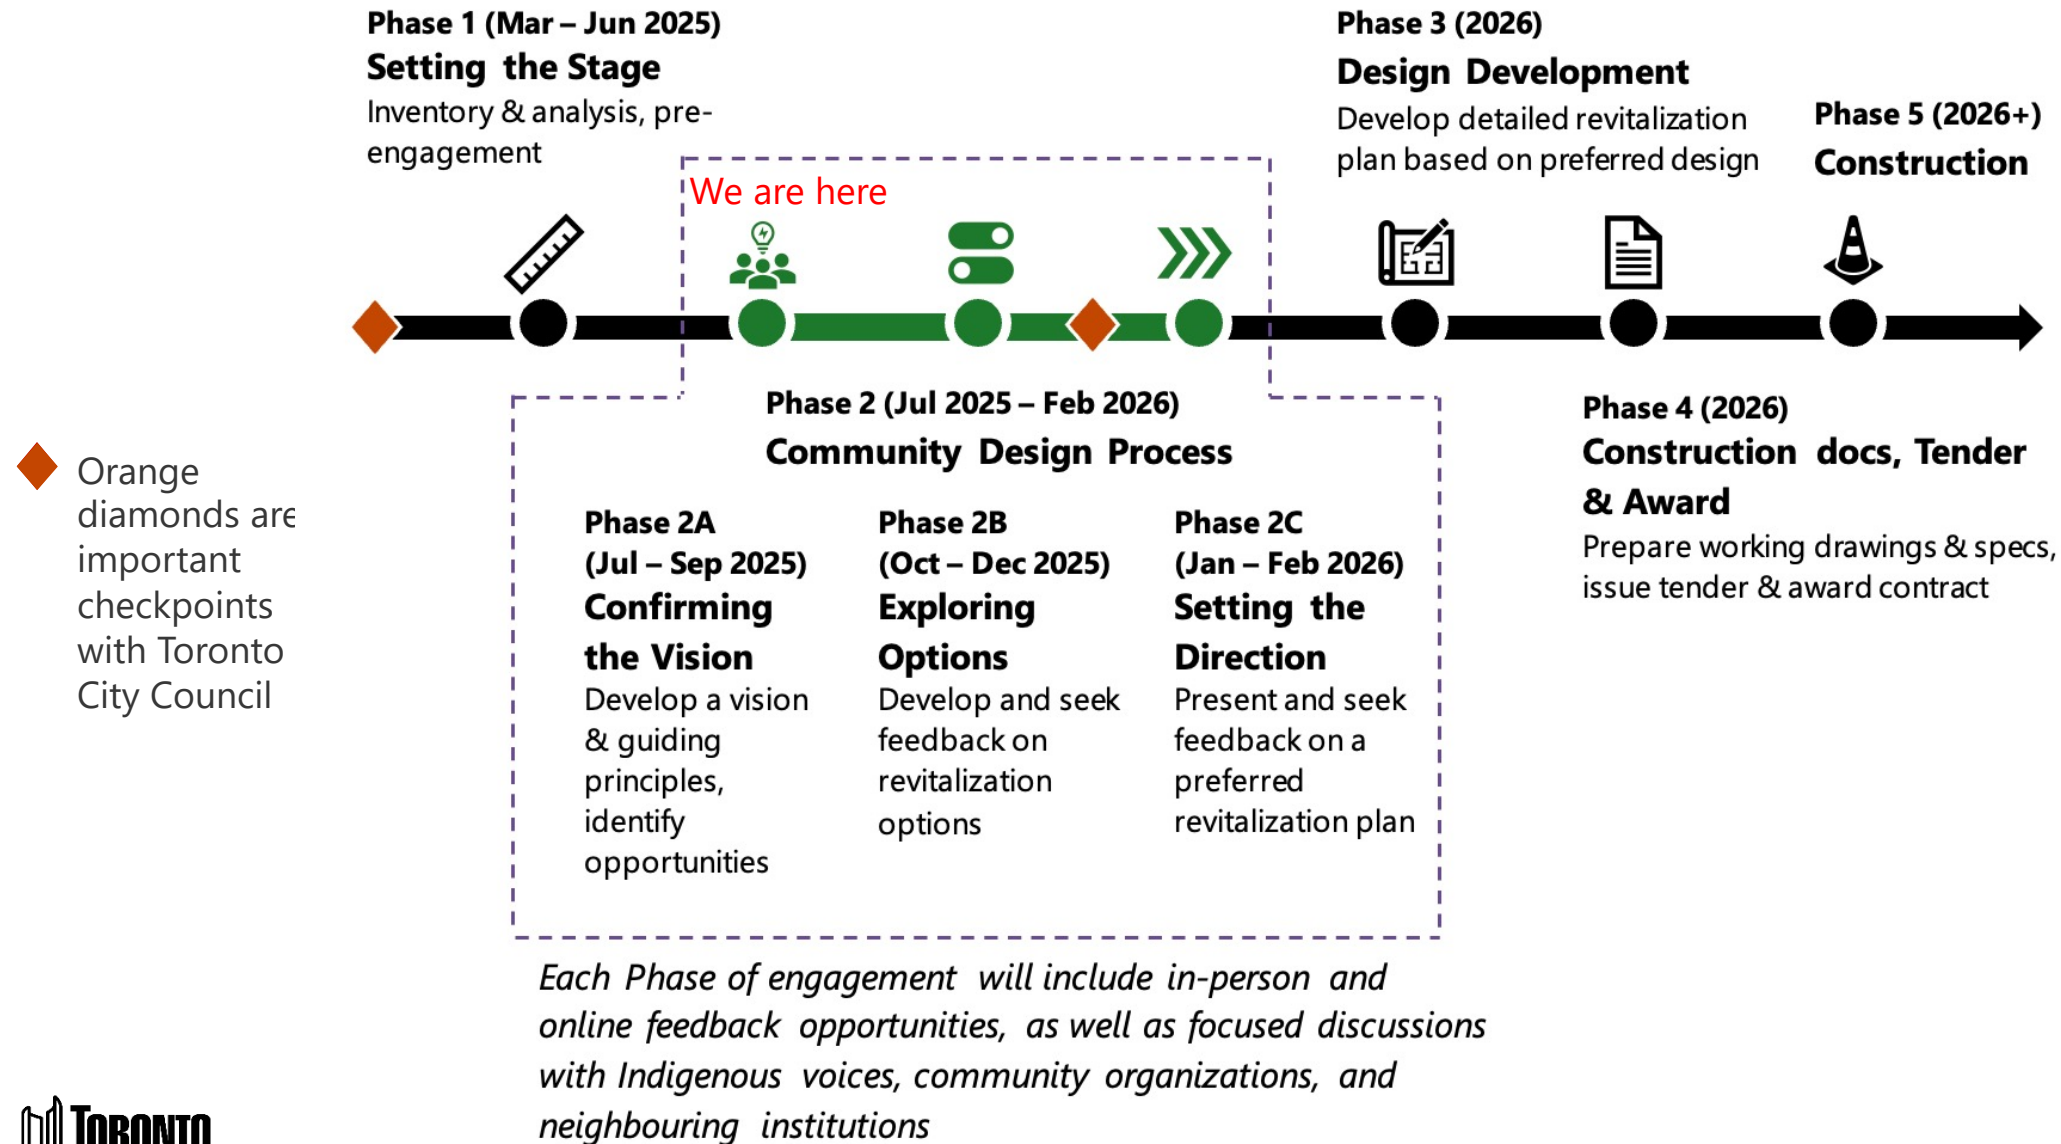 Phase 1 (Mar – Jun 2025)
Setting the Stage
Inventory & analysis, pre-
engagement
Phase 3 (2026)
Design Development
Develop detailed revitalization
plan based on preferred design
Phase 5 (2026+)
Construction
We are here
Phase 2 (Jul 2025 – Feb 2026)
Community Design Process
Phase 2A
(Jul – Sep 2025)
Confirming
the Vision
Develop a vision
& guiding
principles,
identify
opportunities
Phase 2B
(Oct – Dec 2025)
Exploring
Options
Develop and seek
feedback on
revitalization
options
Phase 2C
(Jan – Feb 2026)
Setting the
Direction
Present and seek
feedback on a
preferred
revitalization plan
Phase 4 (2026)
Construction docs, Tender
& Award
Prepare working drawings & specs,
issue tender & award contract
Orange
diamonds are
important
checkpoints
with Toronto
City Council
Each Phase of engagement will include in-person and
online feedback opportunities, as well as focused discussions
with Indigenous voices, community organizations, and
neighbouring institutions
TORONTO